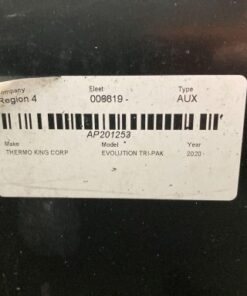 Company Fleet Type
Region 4 008619 - AUX
AP201253
Make Model Year
THERMO KING CORP EVOLUTION TRI-PAK 2020